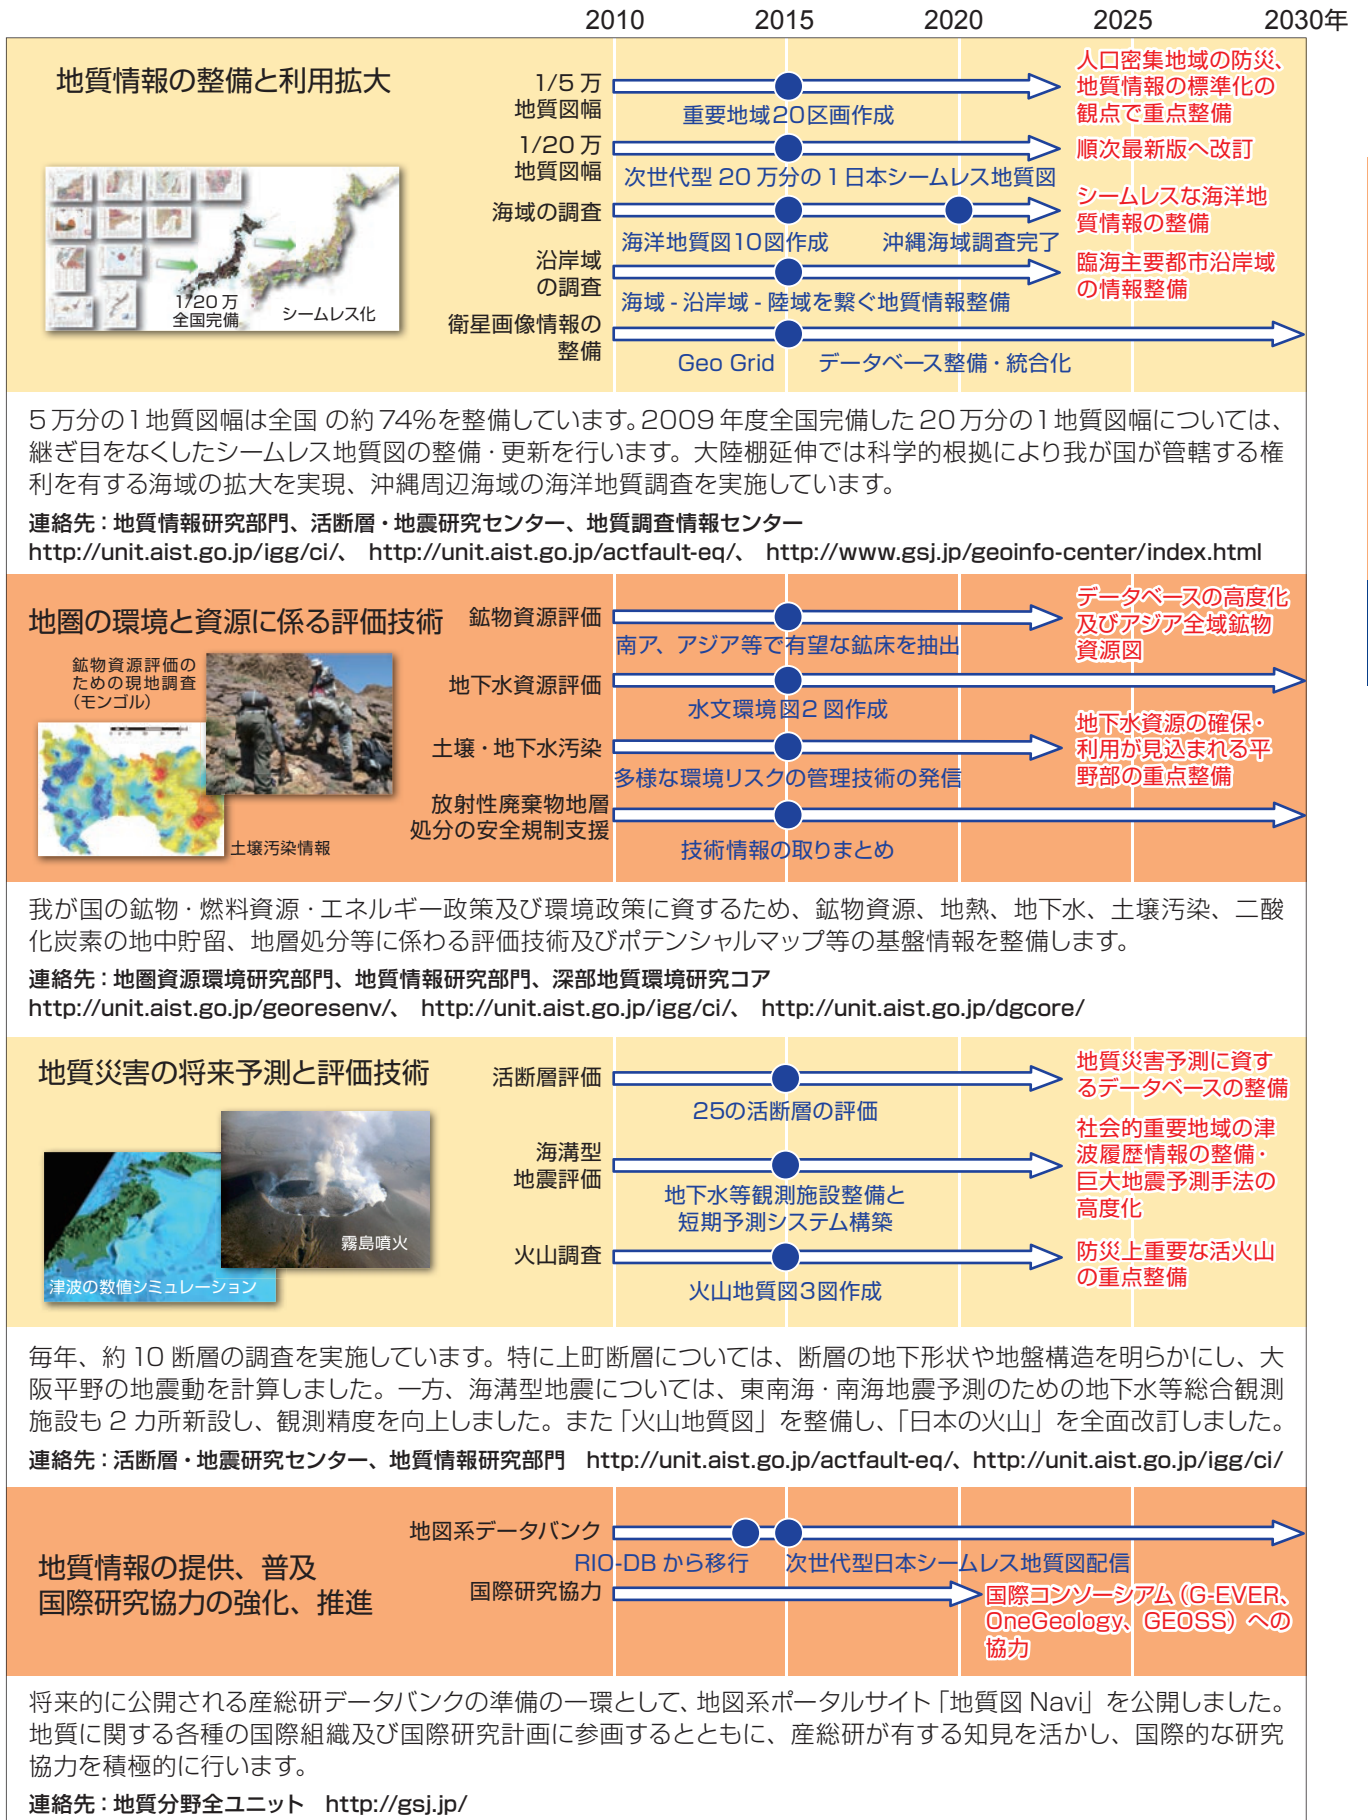 2010 2015 2020 2025 2030年
地質情報の整備と利用拡大
1/5 万
地質図幅
重要地域20区画作成
人口密集地域の防災、
地質情報の標準化の
観点で重点整備
1/20 万
地質図幅
次世代型 20 万分の 1 日本シームレス地質図
順次最新版へ改訂
海域の調査
海洋地質図10図作成 沖縄海域調査完了
シームレスな海洋地
質情報の整備
沿岸域
の調査
海域 - 沿岸域 - 陸域を繋ぐ地質情報整備
臨海主要都市沿岸域
の情報整備
衛星画像情報の
整備
Geo Grid データベース整備・統合化
1/20 万
全国完備
シームレス化
5万分の1地質図幅は全国 の約74%を整備しています。2009年度全国完備した20万分の1地質図幅については、
継ぎ目をなくしたシームレス地質図の整備・更新を行います。大陸棚延伸では科学的根拠により我が国が管轄する権
利を有する海域の拡大を実現、沖縄周辺海域の海洋地質調査を実施しています。
連絡先：地質情報研究部門、活断層・地震研究センター、地質調査情報センター
http://unit.aist.go.jp/igg/ci/、 http://unit.aist.go.jp/actfault-eq/、 http://www.gsj.jp/geoinfo-center/index.html
地圏の環境と資源に係る評価技術
鉱物資源評価
南ア、アジア等で有望な鉱床を抽出
データベースの高度化
及びアジア全域鉱物
資源図
鉱物資源評価の
ための現地調査
（モンゴル）
地下水資源評価
水文環境図2 図作成
土壌・地下水汚染
多様な環境リスクの管理技術の発信
地下水資源の確保・
利用が見込まれる平
野部の重点整備
放射性廃棄物地層
処分の安全規制支援
技術情報の取りまとめ
土壌汚染情報
我が国の鉱物・燃料資源・エネルギー政策及び環境政策に資するため、鉱物資源、地熱、地下水、土壌汚染、二酸
化炭素の地中貯留、地層処分等に係わる評価技術及びポテンシャルマップ等の基盤情報を整備します。
連絡先：地圏資源環境研究部門、地質情報研究部門、深部地質環境研究コア
http://unit.aist.go.jp/georesenv/、 http://unit.aist.go.jp/igg/ci/、 http://unit.aist.go.jp/dgcore/
地質災害の将来予測と評価技術
活断層評価
25の活断層の評価
地質災害予測に資す
るデータベースの整備
海溝型
地震評価
地下水等観測施設整備と
短期予測システム構築
社会的重要地域の津
波履歴情報の整備・
巨大地震予測手法の
高度化
火山調査
火山地質図3図作成
防災上重要な活火山
の重点整備
霧島噴火
津波の数値シミュレーション
毎年、約 10 断層の調査を実施しています。特に上町断層については、断層の地下形状や地盤構造を明らかにし、大
阪平野の地震動を計算しました。一方、海溝型地震については、東南海・南海地震予測のための地下水等総合観測
施設も 2 カ所新設し、観測精度を向上しました。また「火山地質図」を整備し、「日本の火山」を全面改訂しました。
連絡先：活断層・地震研究センター、地質情報研究部門 http://unit.aist.go.jp/actfault-eq/、http://unit.aist.go.jp/igg/ci/
地質情報の提供、普及
国際研究協力の強化、推進
地図系データバンク
RIO-DB から移行 次世代型日本シームレス地質図配信
国際研究協力
国際コンソーシアム（G-EVER、
OneGeology、GEOSS）への
協力
将来的に公開される産総研データバンクの準備の一環として、地図系ポータルサイト「地質図 Navi」を公開しました。
地質に関する各種の国際組織及び国際研究計画に参画するとともに、産総研が有する知見を活かし、国際的な研究
協力を積極的に行います。
連絡先：地質分野全ユニット http://gsj.jp/